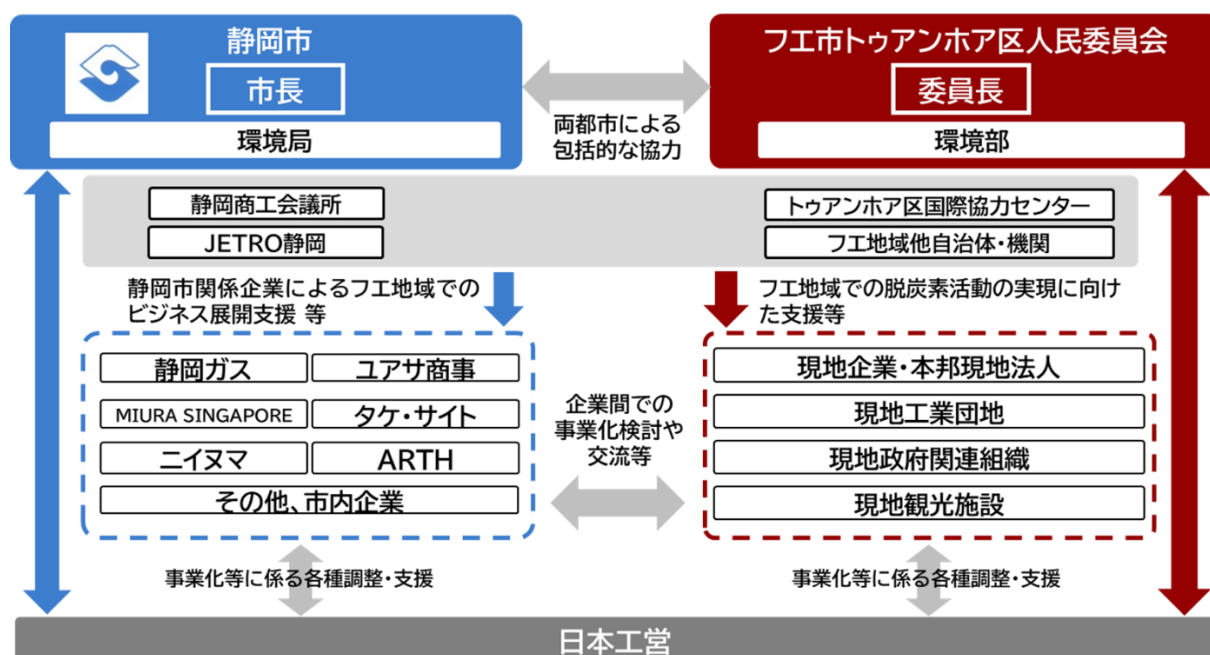 静岡市
市長
環境局
フエ市トゥアンホア区人民委員会
委員長
環境部
両都市による
包括的な協力
静岡商工会議所
JETRO静岡
トゥアンホア区国際協力センター
フエ地域他自治体・機関
静岡市関係企業によるフエ地域での
ビジネス展開支援 等
フエ地域での脱炭素活動の実現に向け
た支援等
静岡ガス
ユアサ商事
MIURA SINGAPORE
タケ・サイト
ニイヌマ
ARTH
その他、市内企業
企業間での
事業化検討や
交流等
現地企業・本邦現地法人
現地工業団地
現地政府関連組織
現地観光施設
事業化等に係る各種調整・支援
事業化等に係る各種調整・支援
日本工営